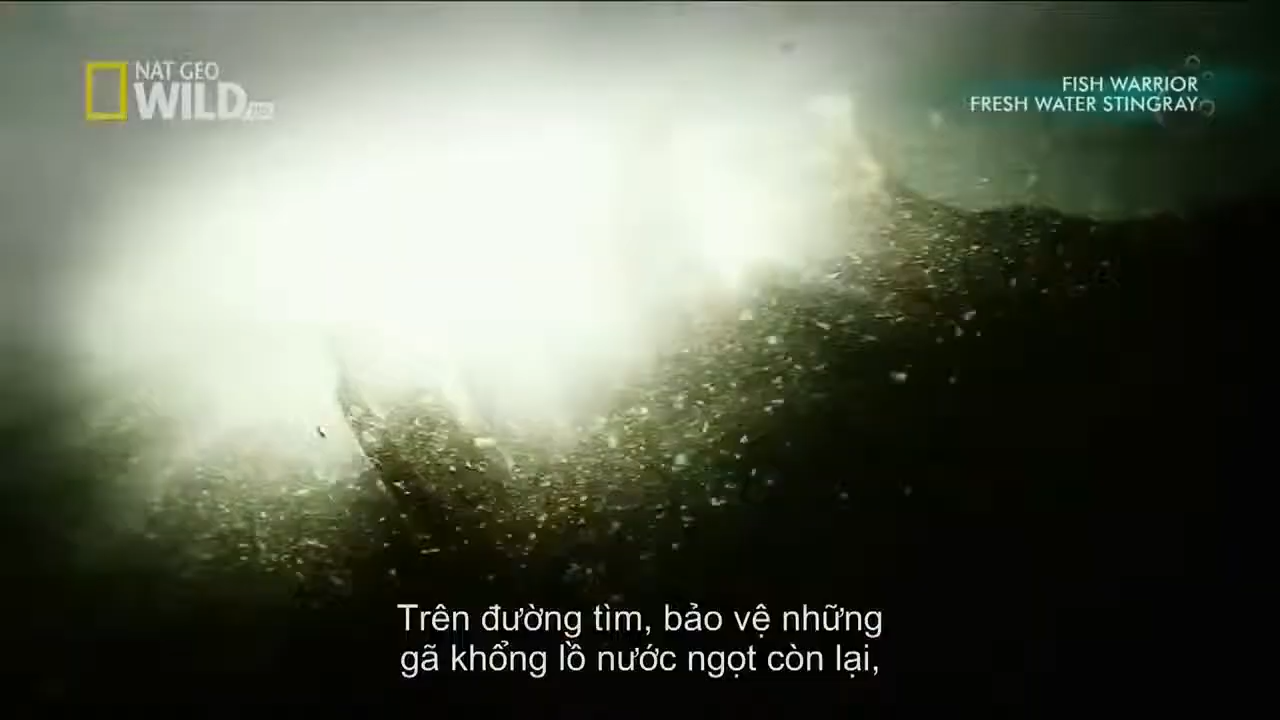 NAT GEO
WILD HD
FISH WARRIOR
FRESH WATER STINGRAY
Trên đường tìm, bảo vệ những
gã khổng lồ nước ngọt còn lại,